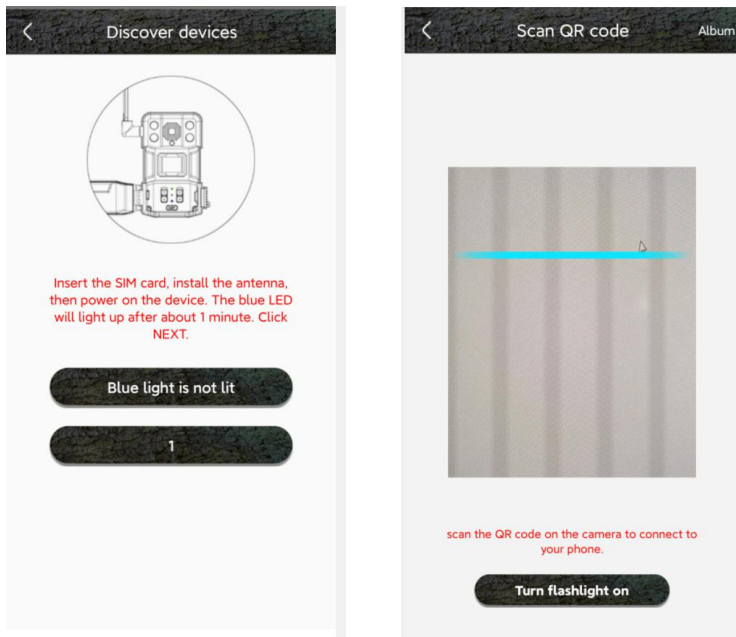 Discover devices
Insert the SIM card, install the antenna,
then power on the device. The blue LED
will light up after about 1 minute. Click
NEXT.
Blue light is not lit
1
Scan QR code
Album
scan the QR code on the camera to connect to
your phone.
Turn flashlight on